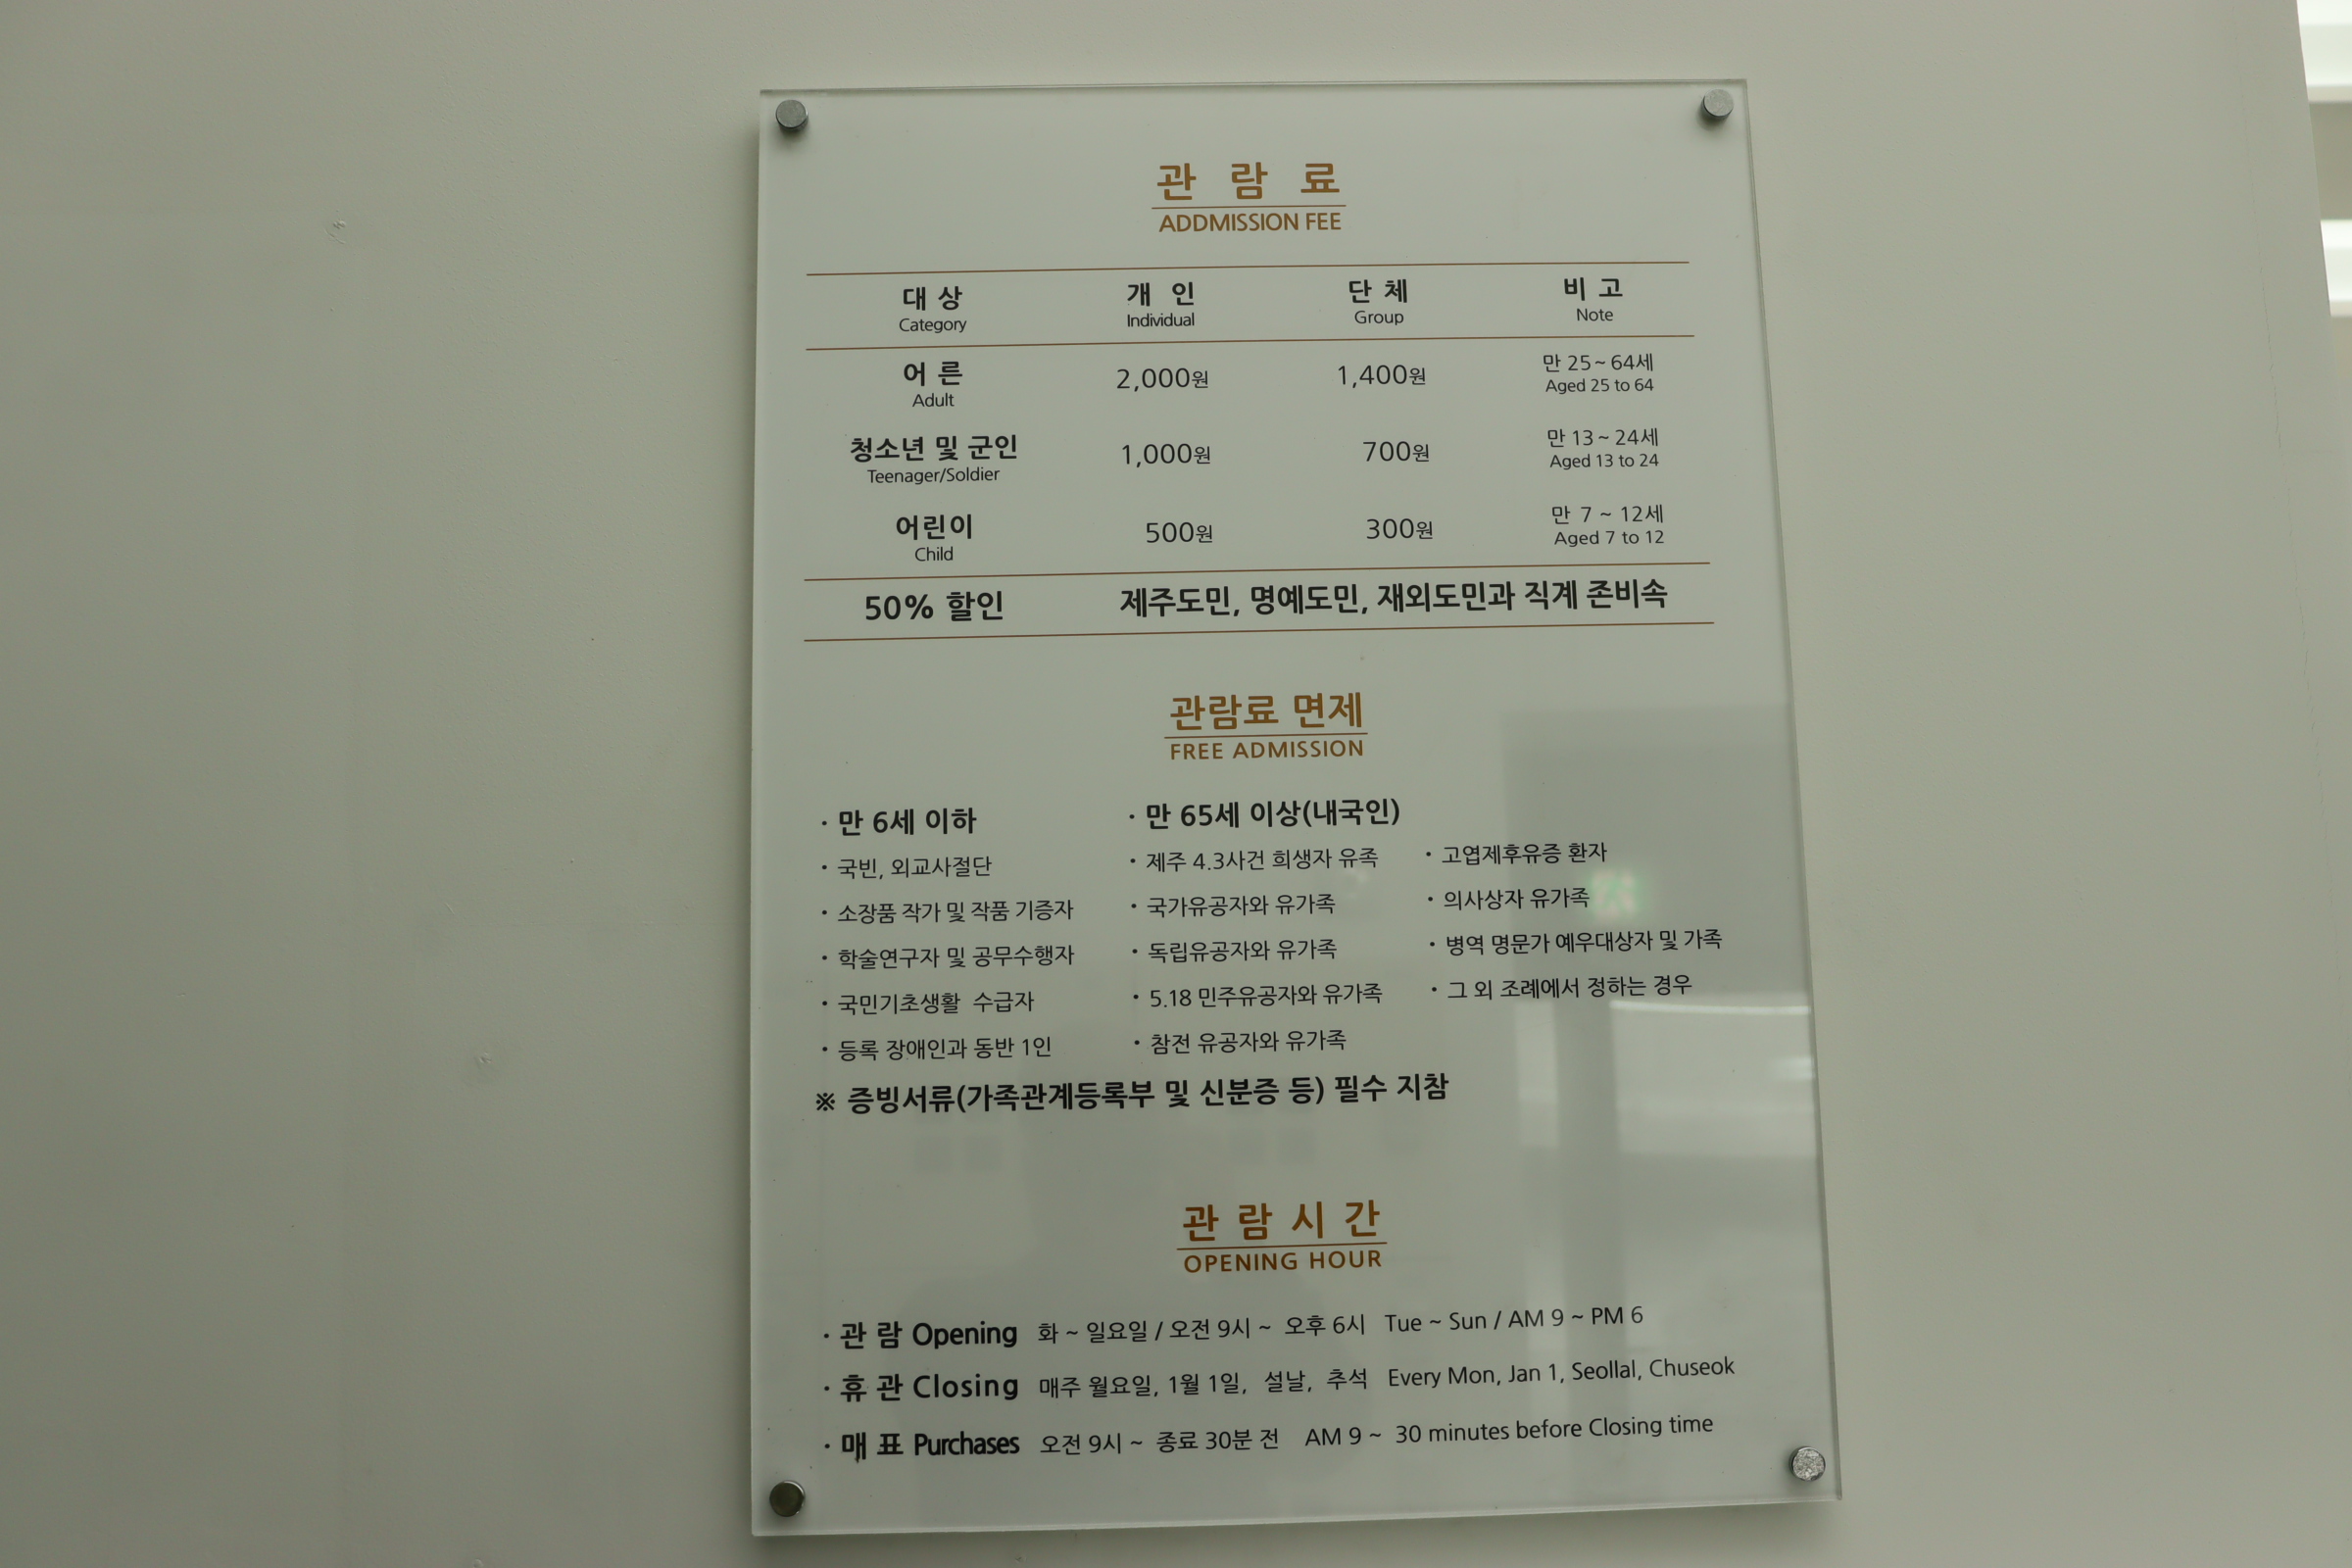 관 람 료
ADDMISSION FEE
대 상 개 인 단 체 비 고
Category Individual Group Note
어 른 2,000원 1,400원 만 25~64세
Adult Aged 25 to 64
청소년 및 군인 1,000원 700원 만 13~24세
Teenager/Soldier Aged 13 to 24
어린이 500원 300원 만 7 ~ 12세
Child Aged 7 to 12
50% 할인 제주도민, 명예도민, 재외도민과 직계 존비속
관람료 면제
FREE ADMISSION
· 만 6세 이하 · 만 65세 이상(내국인)
· 국빈, 외교사절단 · 제주 4.3사건 희생자 유족 · 고엽제후유증 환자
· 소장품 작가 및 작품 기증자 · 국가유공자와 유가족 · 의사상자 유가족
· 학술연구자 및 공무수행자 · 독립유공자와 유가족 · 병역 명문가 예우대상자 및 가족
· 국민기초생활 수급자 · 5.18 민주유공자와 유가족 · 그 외 조례에서 정하는 경우
· 등록 장애인과 동반 1인 · 참전 유공자와 유가족
※ 증빙서류(가족관계등록부 및 신분증 등) 필수 지참
관 람 시 간
OPENING HOUR
· 관 람 Opening 화 ~ 일요일 / 오전 9시 ~ 오후 6시 Tue ~ Sun / AM 9 ~ PM 6
· 휴 관 Closing 매주 월요일, 1월 1일, 설날, 추석 Every Mon, Jan 1, Seollal, Chuseok
· 매 표 Purchases 오전 9시 ~ 종료 30분 전 AM 9 ~ 30 minutes before Closing time